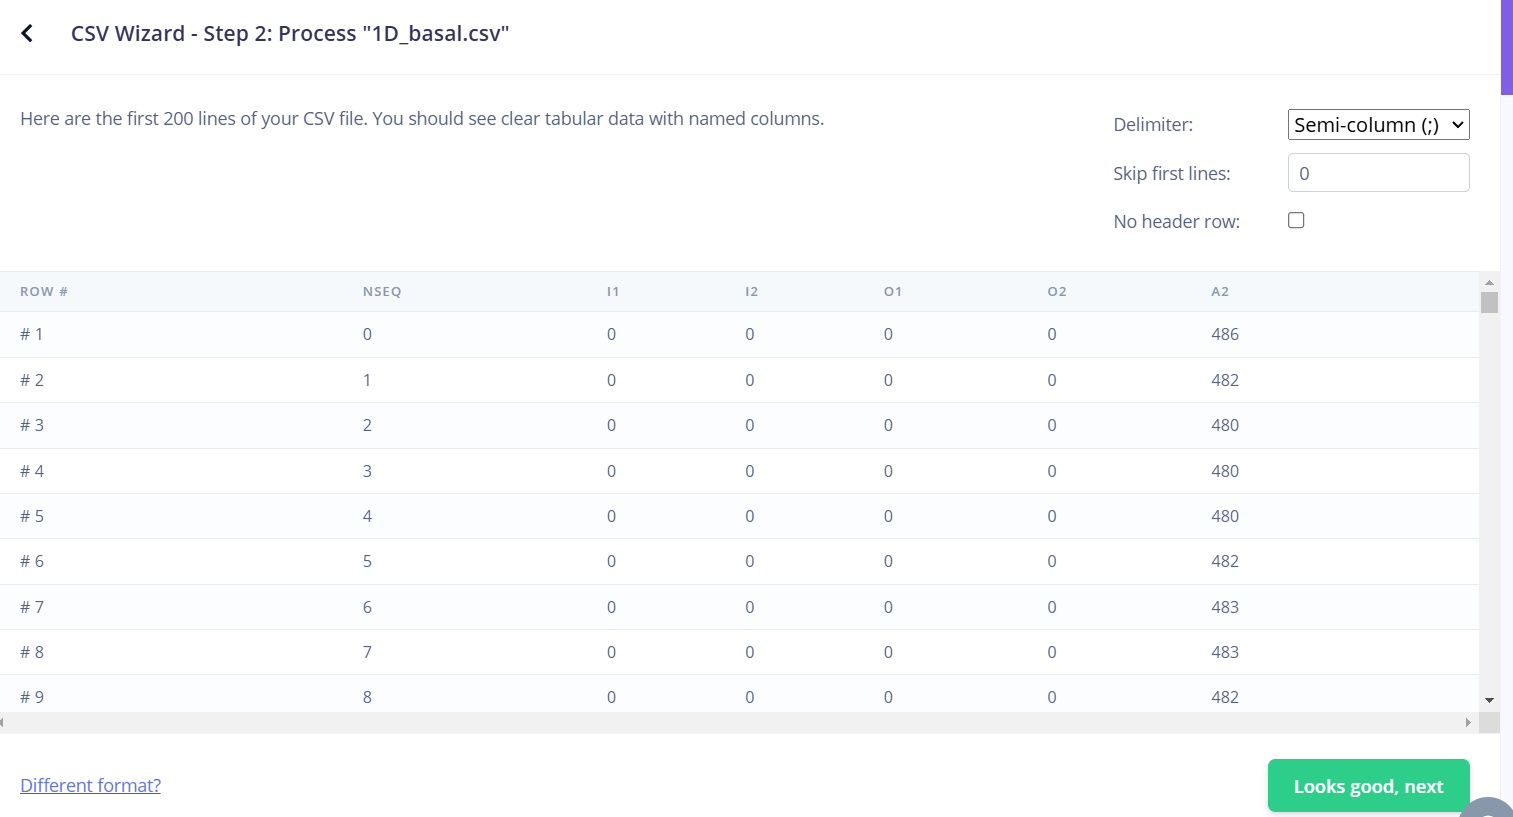 CSV Wizard - Step 2: Process "1D_basal.csv"
Here are the first 200 lines of your CSV file. You should see clear tabular data with named columns.
Delimiter: Semi-column (;)
Skip first lines: 0
No header row:
ROW # NSEQ I1 I2 O1 O2 A2
# 1 0 0 0 0 0 486
# 2 1 0 0 0 0 482
# 3 2 0 0 0 0 480
# 4 3 0 0 0 0 480
# 5 4 0 0 0 0 480
# 6 5 0 0 0 0 482
# 7 6 0 0 0 0 483
# 8 7 0 0 0 0 483
# 9 8 0 0 0 0 482
Different format?
Looks good, next